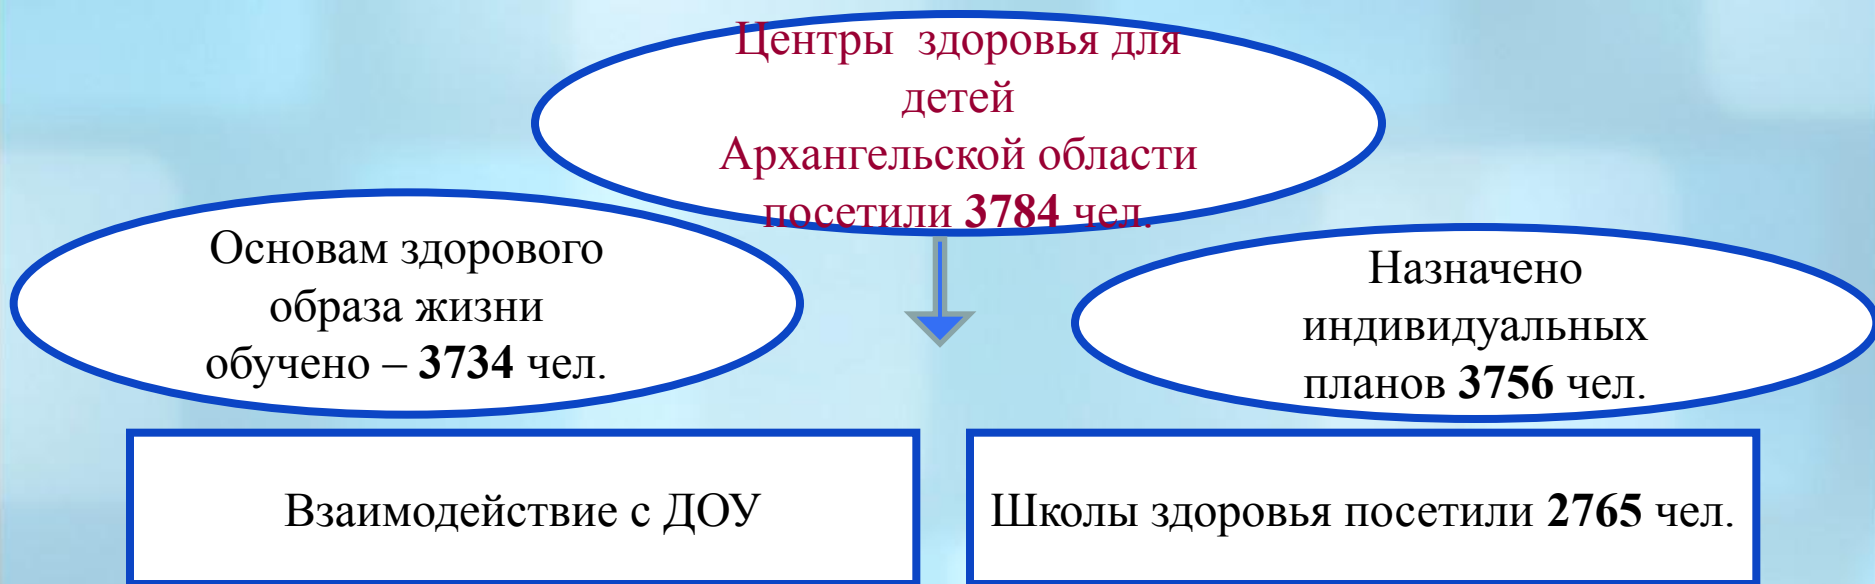 Центры здоровья для
детей
Архангельской области
посетили 3784 чел.
Основам здорового
образа жизни
обучено – 3734 чел.
Назначено
индивидуальных
планов 3756 чел.
Взаимодействие с ДОУ
Школы здоровья посетили 2765 чел.